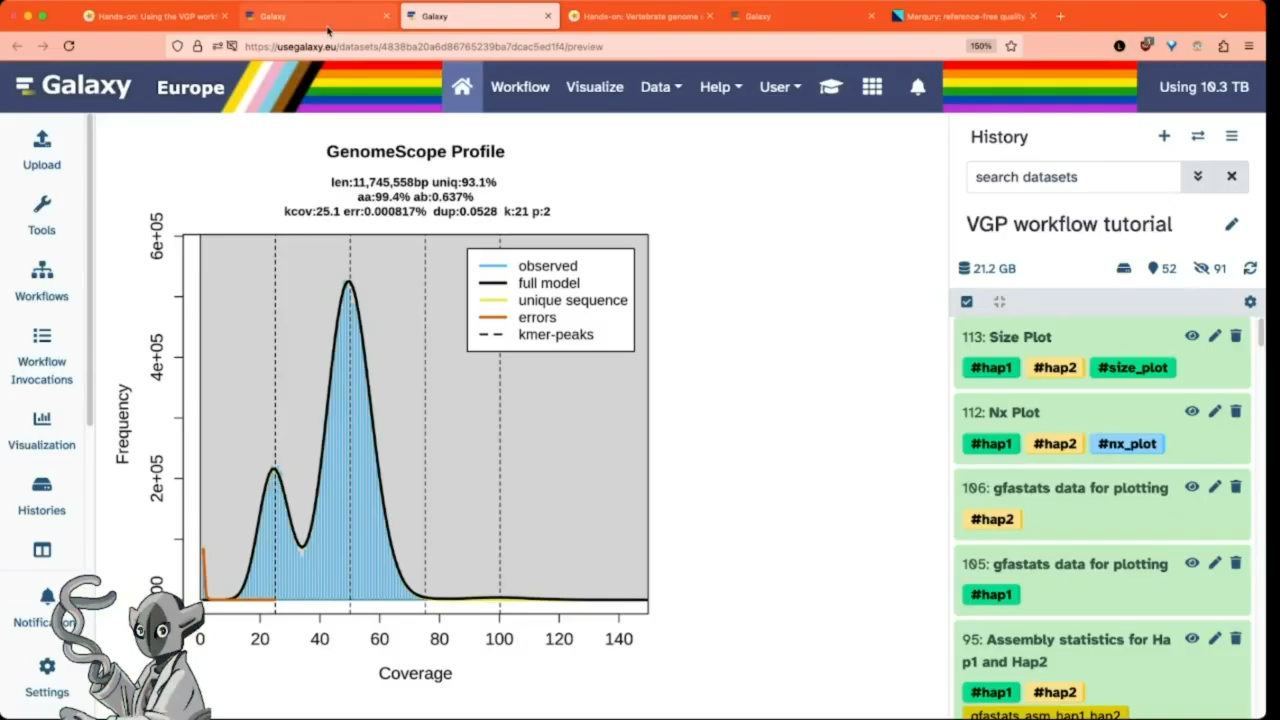 Hands-on: Using the VGP work
Galaxy
Galaxy
Hands-on: Vertebrate genome
Galaxy
Merqury: reference-free quality,
https://usegalaxy.eu/datasets/4838ba20a6d86765239ba7dcac5ed1f4/preview
150%
Galaxy
Europe
Workflow
Visualize
Data
Help
User
Using 10.3 TB
Upload
Tools
Workflows
Workflow
Invocations
Visualization
Histories
Settings
GenomeScope Profile
len:11,745,558bp uniq:93.1%
aa:99.4% ab:0.637%
kcov:25.1 err:0.000817% dup:0.0528 k:21 p:2
observed
full model
unique sequence
errors
kmer-peaks
Frequency
6e+05
4e+05
2e+05
0 20 40 60 80 100 120 140
Coverage
History
search datasets
VGP workflow tutorial
21.2 GB
52
91
113: Size Plot
#hap1 #hap2 #size_plot
112: Nx Plot
#hap1 #hap2 #nx_plot
106: gfastats data for plotting
#hap2
105: gfastats data for plotting
#hap1
95: Assembly statistics for Ha
p1 and Hap2
#hap1 #hap2
gfastats_asm_hap1_hap2